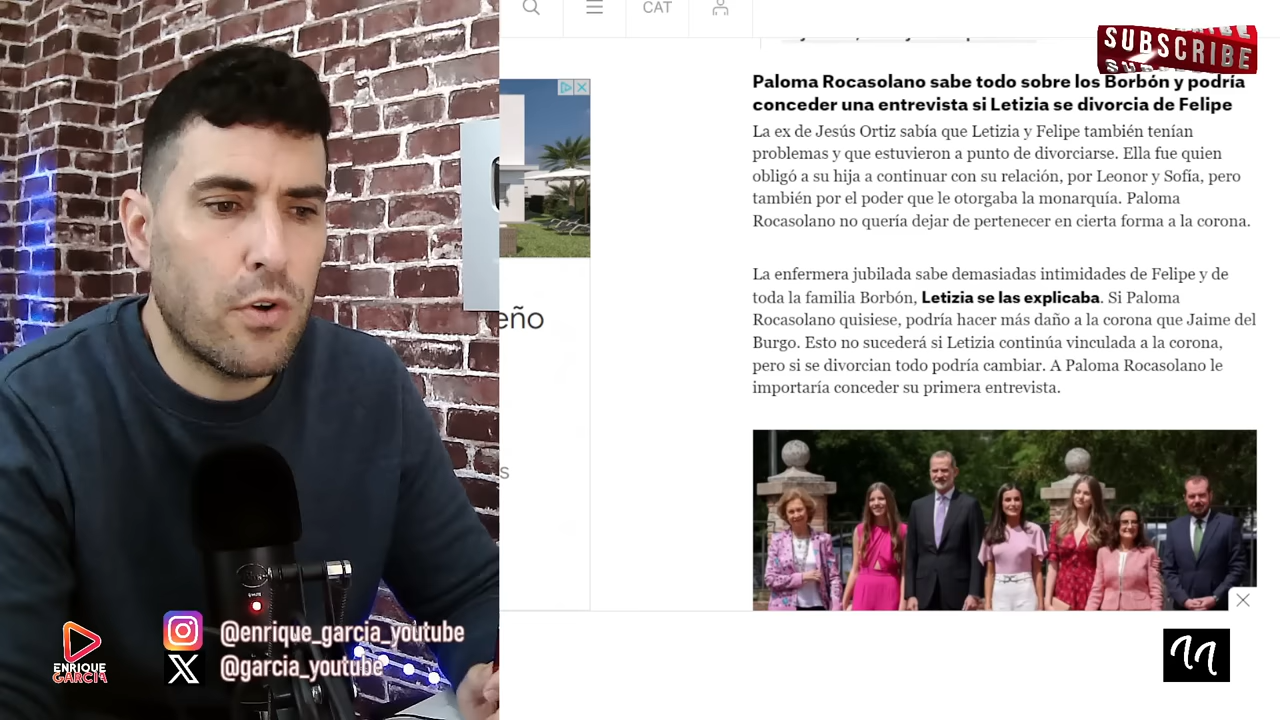 CAT
SUBSCRIBE
Paloma Rocasolano sabe todo sobre los Borbón y podría
conceder una entrevista si Letizia se divorcia de Felipe
La ex de Jesús Ortiz sabía que Letizia y Felipe también tenían
problemas y que estuvieron a punto de divorciarse. Ella fue quien
obligó a su hija a continuar con su relación, por Leonor y Sofía, pero
también por el poder que le otorgaba la monarquía. Paloma
Rocasolano no quería dejar de pertenecer en cierta forma a la corona.
La enfermera jubilada sabe demasiadas intimidades de Felipe y de
toda la familia Borbón, Letizia se las explicaba. Si Paloma
Rocasolano quisiese, podría hacer más daño a la corona que Jaime del
Burgo. Esto no sucederá si Letizia continúa vinculada a la corona,
pero si se divorcian todo podría cambiar. A Paloma Rocasolano le
importaría conceder su primera entrevista.
eño
s
ENRIQUE
GARCIA
@enrique_garcia_youtube
@garcia_youtube